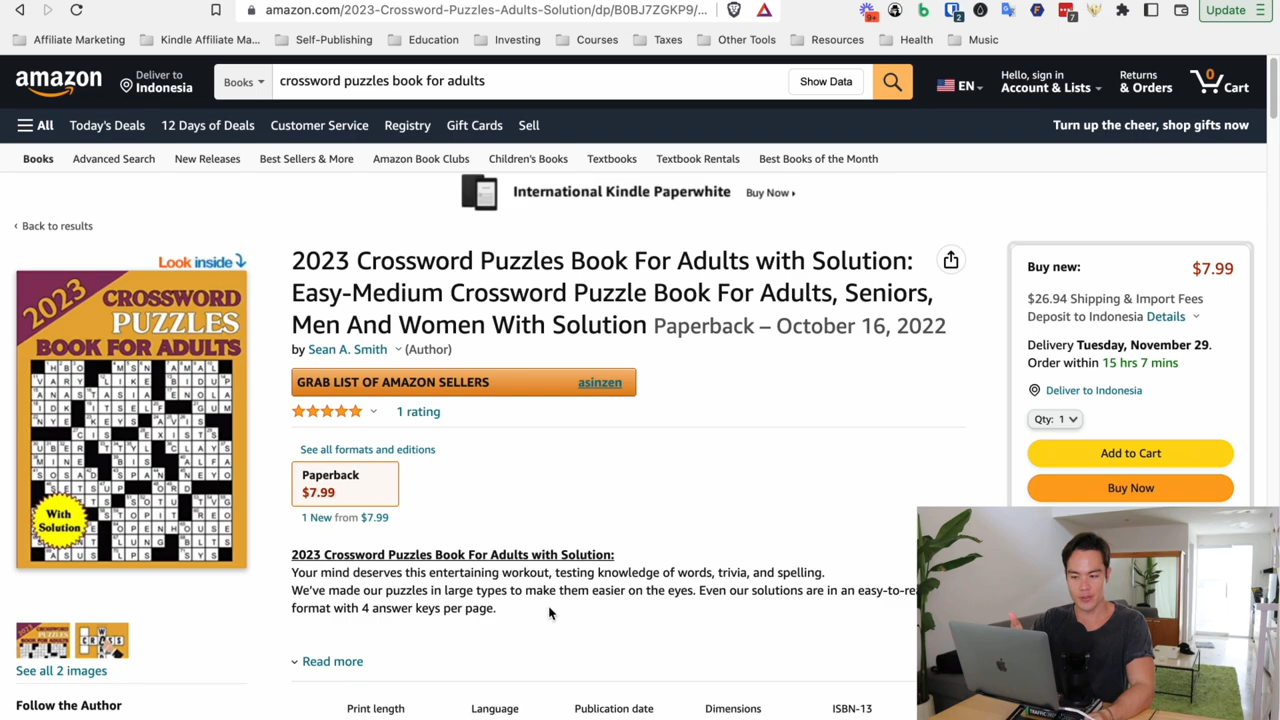 amazon.com/2023-Crossword-Puzzles-Adults-Solution/dp/B0BJ7ZGKP9/...
9+
2
7
Update
Affiliate Marketing
Kindle Affiliate Ma...
Self-Publishing
Education
Investing
Courses
Taxes
Other Tools
Resources
Health
Music
amazon
Deliver to
Indonesia
Books
crossword puzzles book for adults
Show Data
EN
Hello, sign in
Account & Lists
Returns
& Orders
0
Cart
All
Today's Deals
12 Days of Deals
Customer Service
Registry
Gift Cards
Sell
Turn up the cheer, shop gifts now
Books
Advanced Search
New Releases
Best Sellers & More
Amazon Book Clubs
Children's Books
Textbooks
Textbook Rentals
Best Books of the Month
International Kindle Paperwhite
Buy Now
‹ Back to results
Look inside
2023
CROSSWORD
PUZZLES
BOOK FOR ADULTS
With
Solution
See all 2 images
Follow the Author
2023 Crossword Puzzles Book For Adults with Solution:
Easy-Medium Crossword Puzzle Book For Adults, Seniors,
Men And Women With Solution Paperback – October 16, 2022
by Sean A. Smith (Author)
GRAB LIST OF AMAZON SELLERS
asinzen
1 rating
See all formats and editions
Paperback
$7.99
1 New from $7.99
2023 Crossword Puzzles Book For Adults with Solution:
Your mind deserves this entertaining workout, testing knowledge of words, trivia, and spelling.
We've made our puzzles in large types to make them easier on the eyes. Even our solutions are in an easy-to-re
format with 4 answer keys per page.
Read more
Print length
Language
Publication date
Dimensions
ISBN-13
Buy new:
$7.99
$26.94 Shipping & Import Fees
Deposit to Indonesia Details
Delivery Tuesday, November 29.
Order within 15 hrs 7 mins
Deliver to Indonesia
Qty: 1
Add to Cart
Buy Now